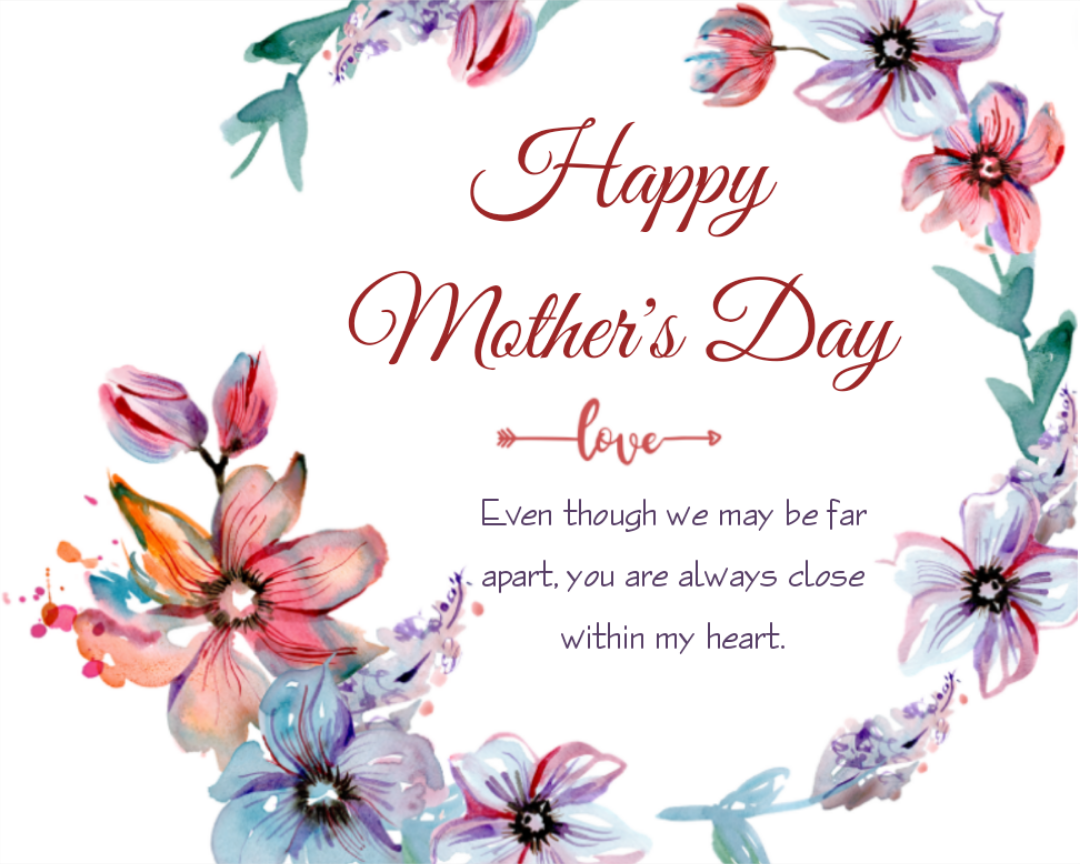 Happy
Mother's Day
love
Even though we may be far
apart, you are always close
within my heart.